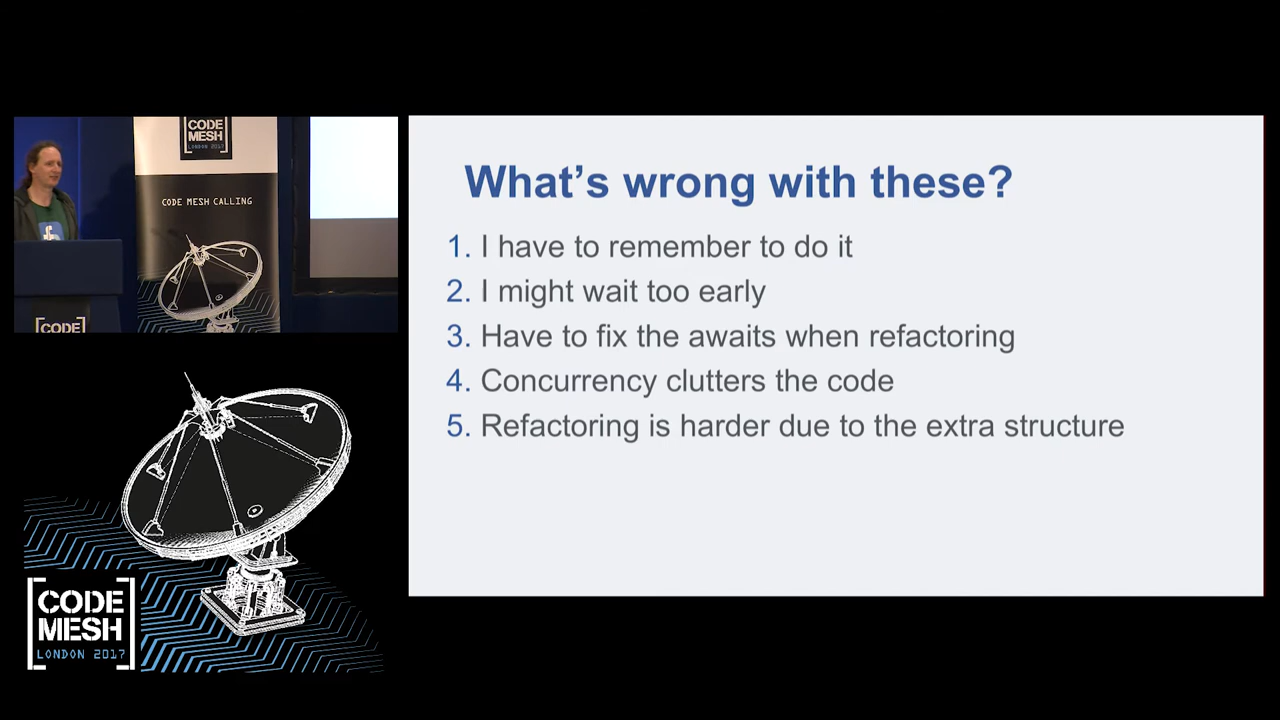 CODE
MESH
LONDON 2017
CODE MESH CALLING
[CODE
What's wrong with these?
1. I have to remember to do it
2. I might wait too early
3. Have to fix the awaits when refactoring
4. Concurrency clutters the code
5. Refactoring is harder due to the extra structure
[CODE
MESH]
LONDON 2017